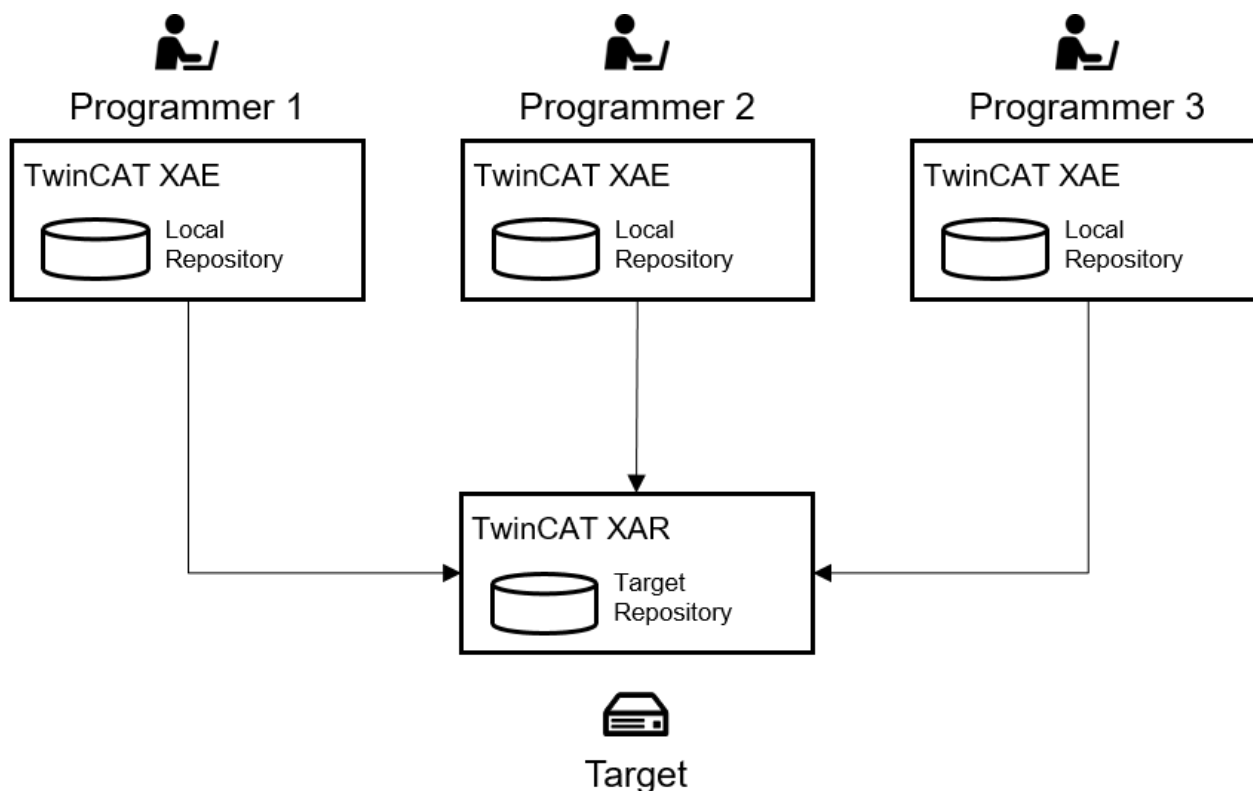 Programmer 1
Programmer 2
Programmer 3
TwinCAT XAE
Local
Repository
TwinCAT XAE
Local
Repository
TwinCAT XAE
Local
Repository
TwinCAT XAR
Target
Repository
Target